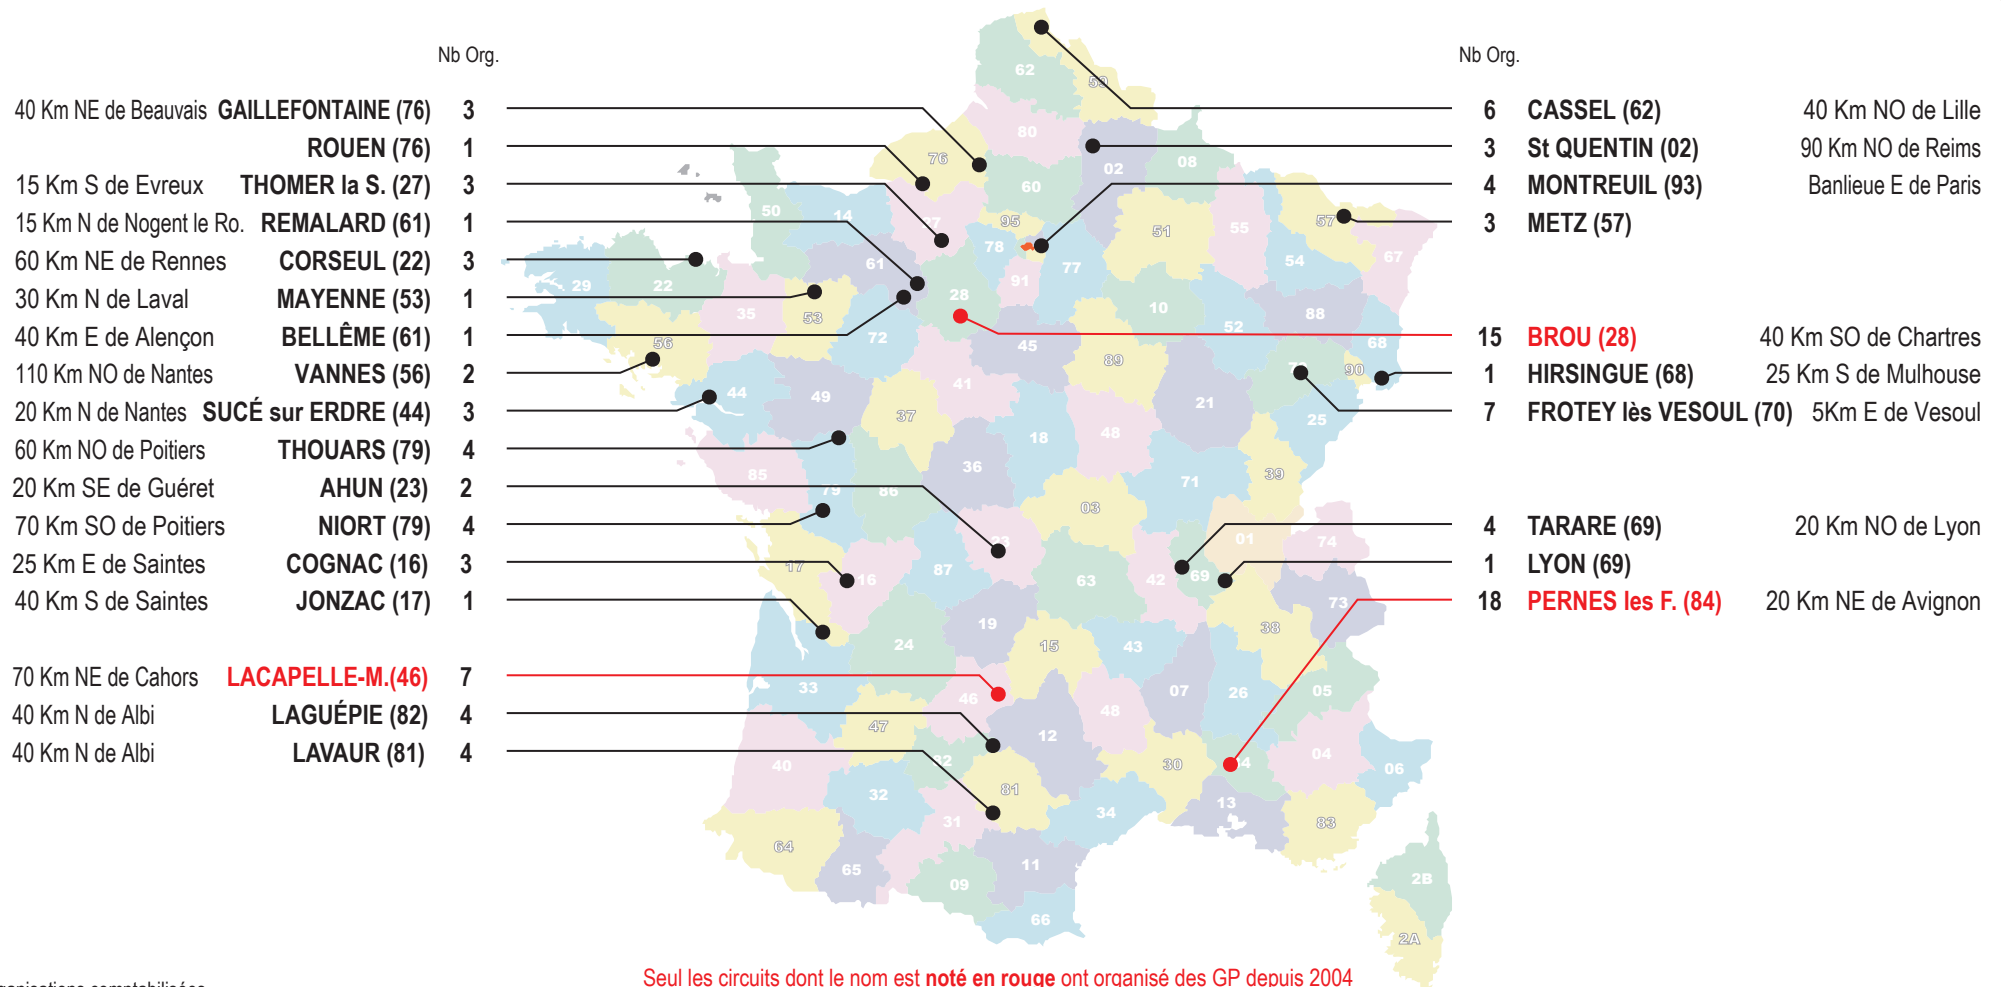 Nb Org.
40 Km NE de Beauvais GAILLEFONTAINE (76) 3
ROUEN (76) 1
15 Km S de Evreux THOMER la S. (27) 3
15 Km N de Nogent le Ro. REMALARD (61) 1
60 Km NE de Rennes CORSEUL (22) 3
30 Km N de Laval MAYENNE (53) 1
40 Km E de Alençon BELLÊME (61) 1
110 Km NO de Nantes VANNES (56) 2
20 Km N de Nantes SUCÉ sur ERDRE (44) 3
60 Km NO de Poitiers THOUARS (79) 4
20 Km SE de Guéret AHUN (23) 2
70 Km SO de Poitiers NIORT (79) 4
25 Km E de Saintes COGNAC (16) 3
40 Km S de Saintes JONZAC (17) 1
70 Km NE de Cahors LACAPELLE-M.(46) 7
40 Km N de Albi LAGUÉPIE (82) 4
40 Km N de Albi LAVAUR (81) 4
Nb Org.
6 CASSEL (62) 40 Km NO de Lille
3 St QUENTIN (02) 90 Km NO de Reims
4 MONTREUIL (93) Banlieue E de Paris
3 METZ (57)
15 BROU (28) 40 Km SO de Chartres
1 HIRSINGUE (68) 25 Km S de Mulhouse
7 FROTEY lès VESOUL (70) 5Km E de Vesoul
4 TARARE (69) 20 Km NO de Lyon
1 LYON (69)
18 PERNES les F. (84) 20 Km NE de Avignon
62
59
80
76
02
08
60
50
14
27
95
51
55
57
67
78
77
54
61
91
29
22
28
10
88
35
53
52
56
72
45
89
68
70
90
41
44
49
21
37
25
18
48
36
39
85
79
86
71
03
23
01
74
17
16
87
63
42
69
73
19
38
24
15
43
33
46
07
26
05
48
47
12
40
82
30
84
04
06
32
81
34
13
31
83
64
65
11
09
2B
66
2A
Seul les circuits dont le nom est noté en rouge ont organisé des GP depuis 2004